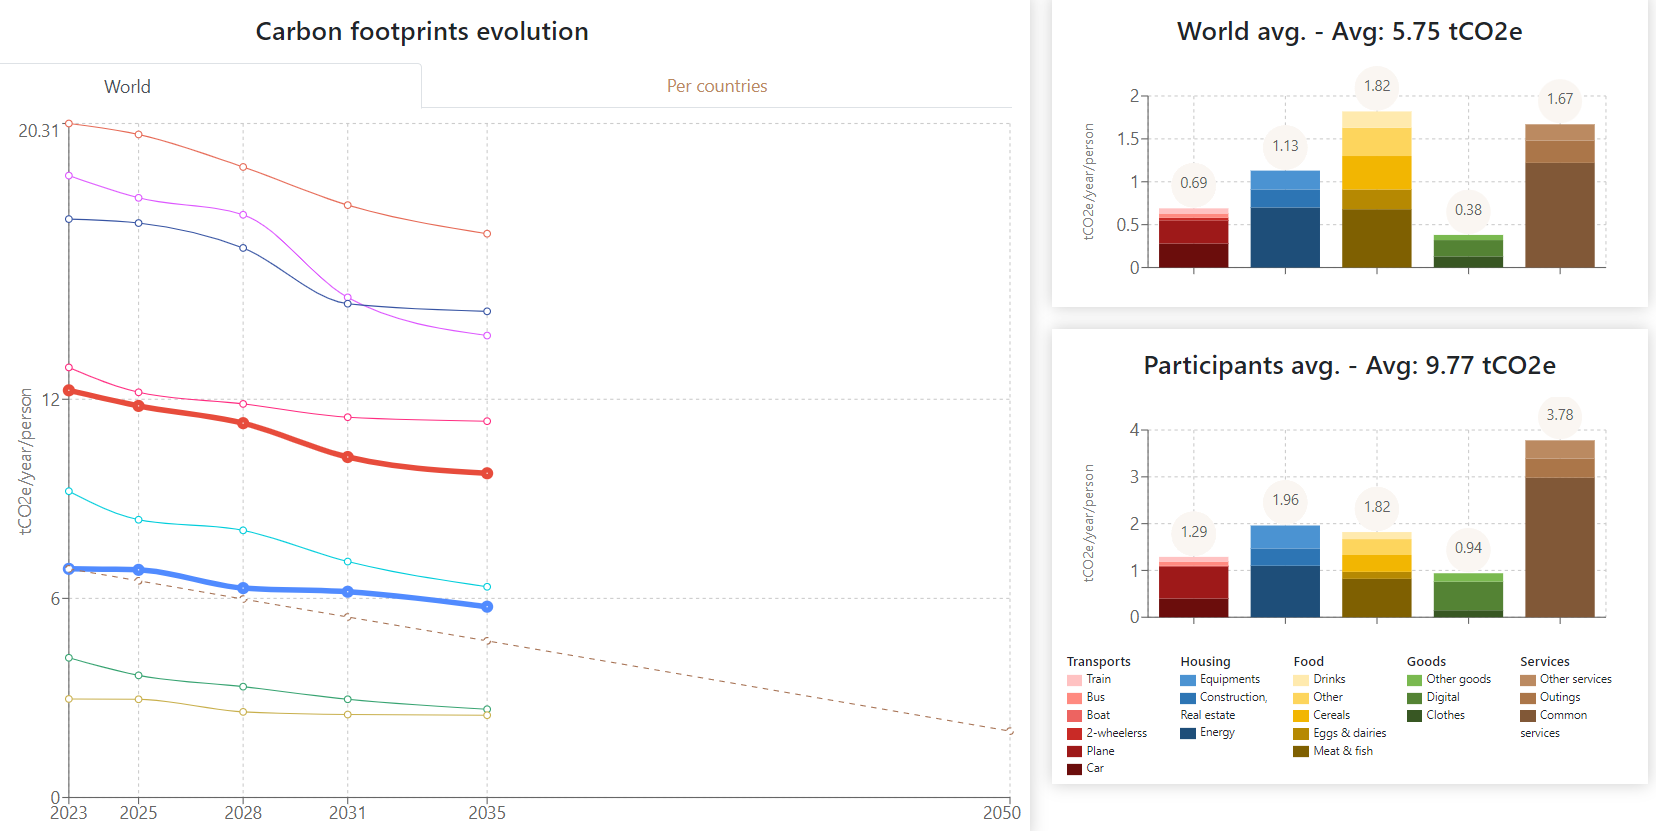 Carbon footprints evolution
World
Per countries
20.31
12
6
0
tCO2e/year/person
2023
2025
2028
2031
2035
2050
World avg. - Avg: 5.75 tCO2e
2
1.5
1
0.5
0
tCO2e/year/person
0.69
1.13
1.82
0.38
1.67
Participants avg. - Avg: 9.77 tCO2e
4
3
2
1
0
tCO2e/year/person
1.29
1.96
1.82
0.94
3.78
Transports
Train
Bus
Boat
2-wheelerss
Plane
Car
Housing
Equipments
Construction,
Real estate
Energy
Food
Drinks
Other
Cereals
Eggs & dairies
Meat & fish
Goods
Other goods
Digital
Clothes
Services
Other services
Outings
Common
services